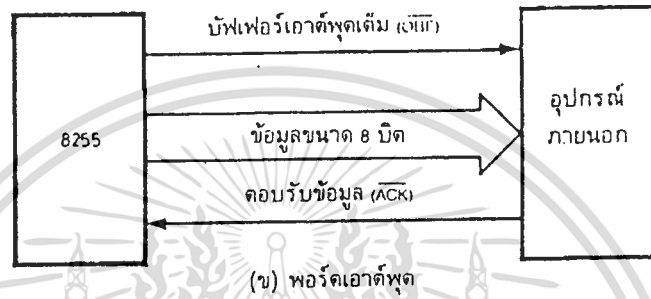 บัฟเฟอร์เอาต์พุตเต็ม (OBF)
8255
ข้อมูลขนาด 8 บิต
อุปกรณ์
ภายนอก
ตอบรับข้อมูล (ACK)
(ข) พอร์ตเอาต์พุต